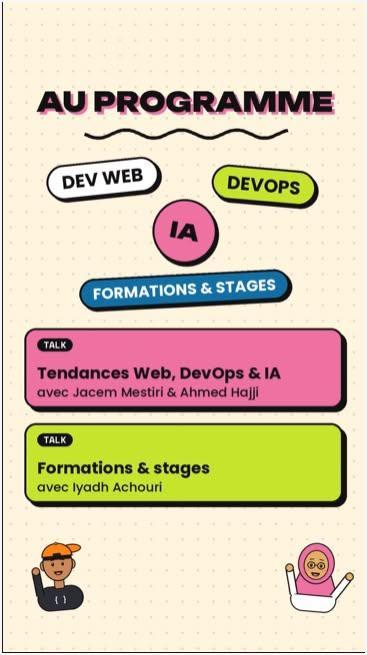 AU PROGRAMME
DEV WEB
DEVOPS
IA
FORMATIONS & STAGES
TALK
Tendances Web, DevOps & IA
avec Jacem Mestiri & Ahmed Hajji
TALK
Formations & stages
avec Iyadh Achouri
{ }